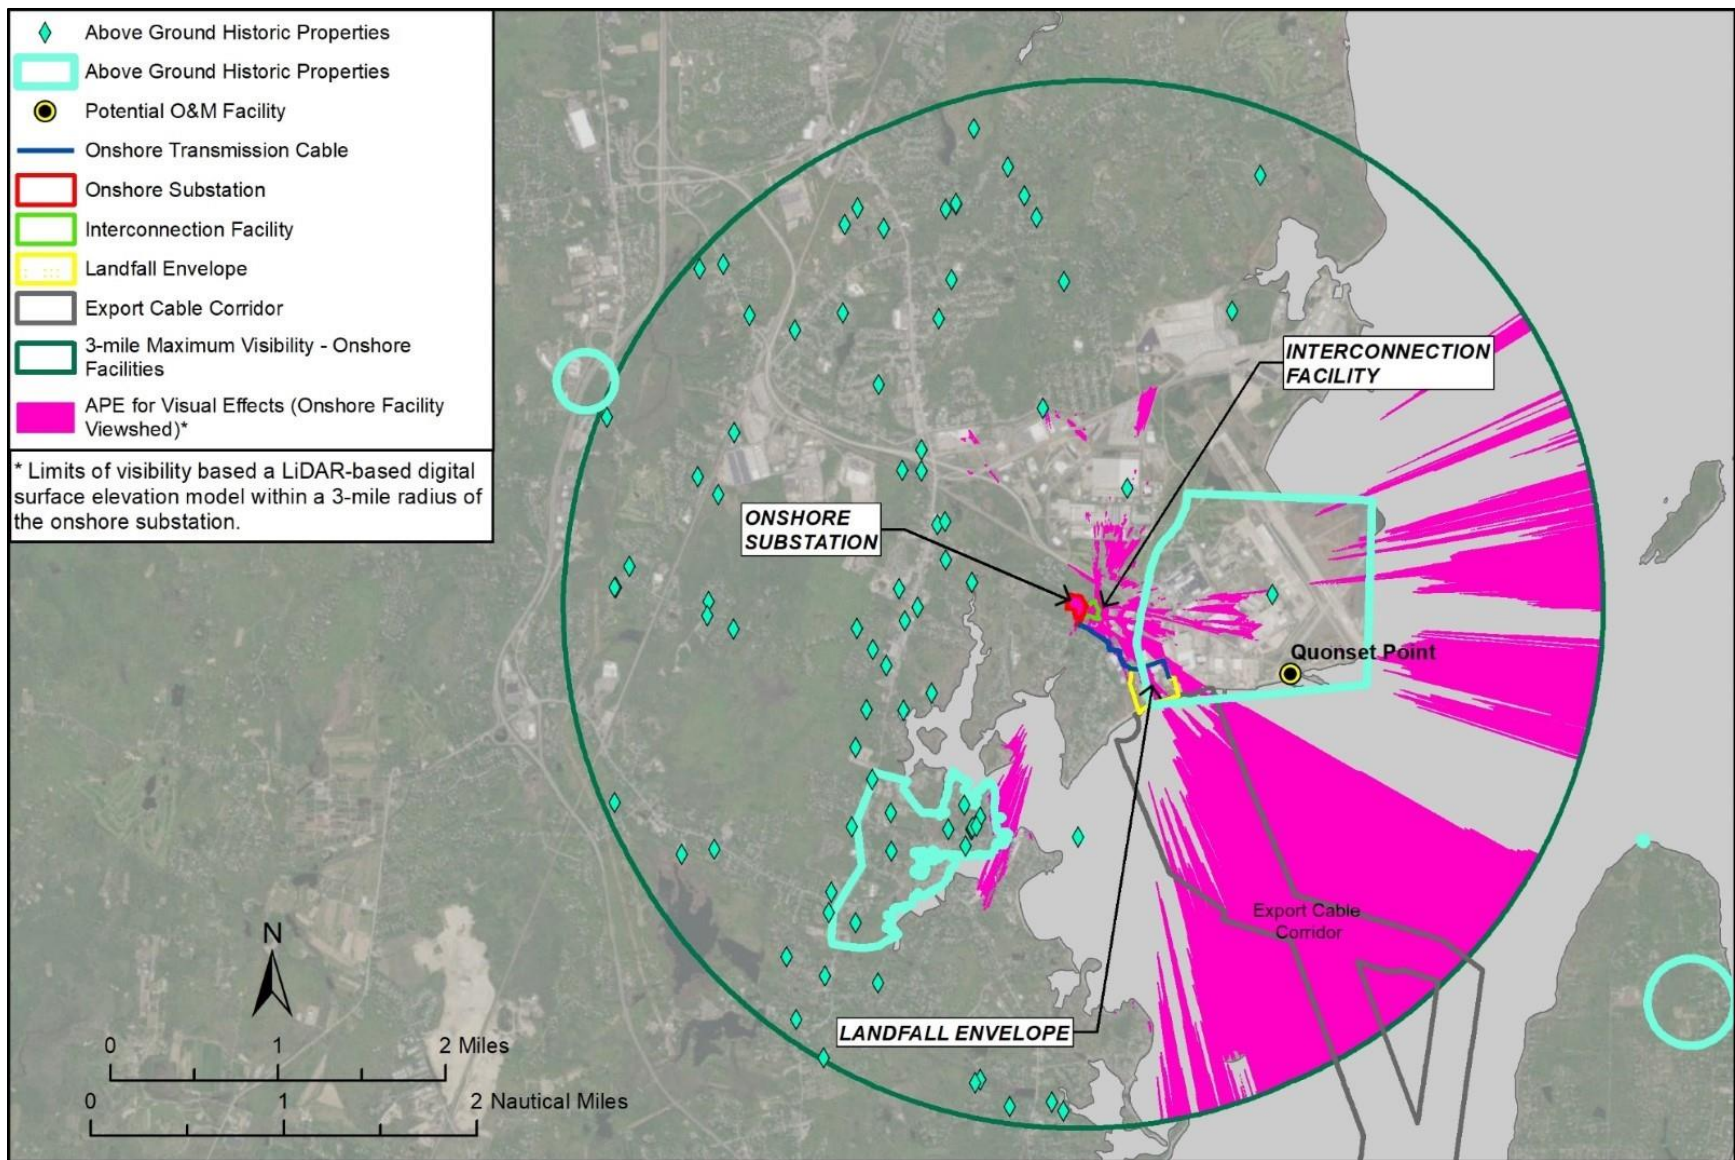 Above Ground Historic Properties
Above Ground Historic Properties
Potential O&M Facility
Onshore Transmission Cable
Onshore Substation
Interconnection Facility
Landfall Envelope
Export Cable Corridor
3-mile Maximum Visibility - Onshore
Facilities
APE for Visual Effects (Onshore Facility
Viewshed)*
* Limits of visibility based a LiDAR-based digital
surface elevation model within a 3-mile radius of
the onshore substation.
INTERCONNECTION
FACILITY
ONSHORE
SUBSTATION
Quonset Point
Export Cable
Corridor
LANDFALL ENVELOPE
N
0 1 2 Miles
0 1 2 Nautical Miles